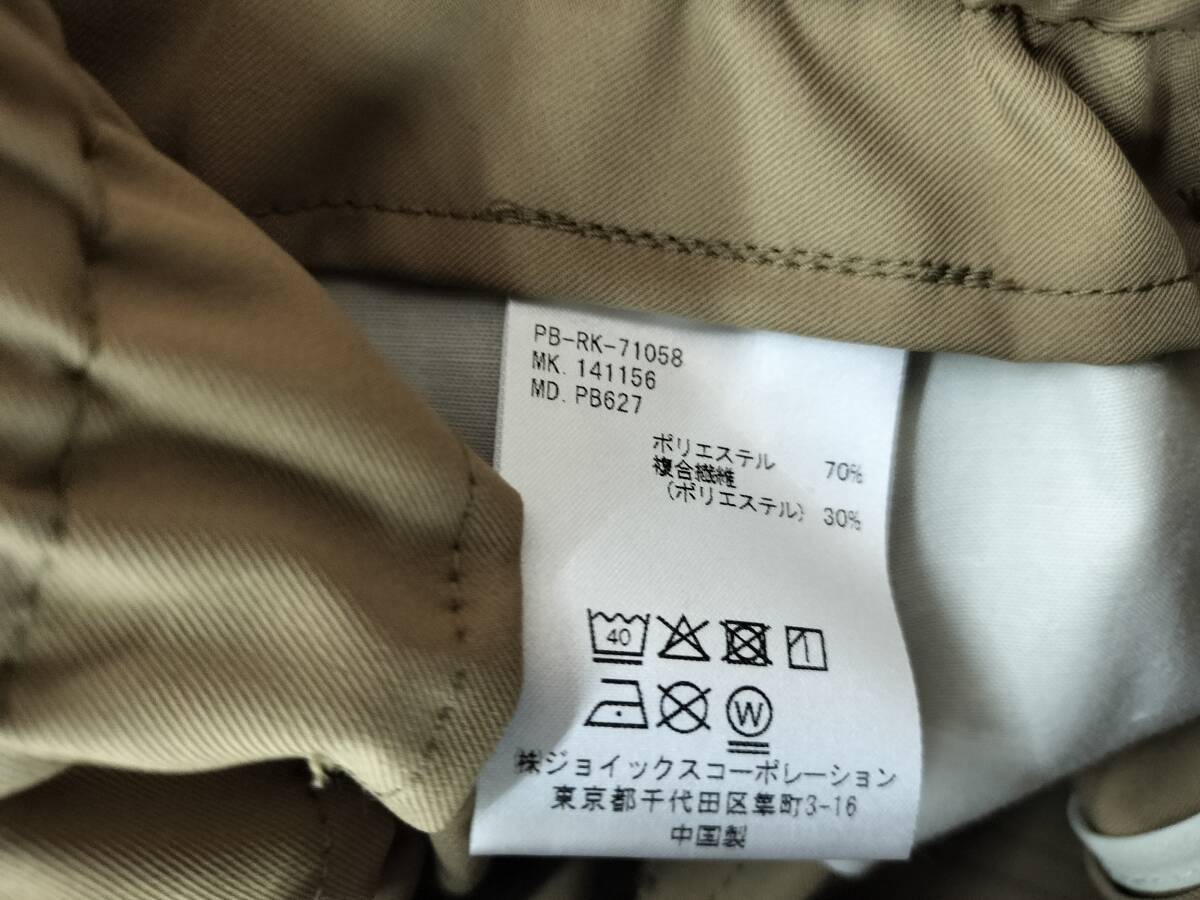 PB-RK-71058
MK. 141156
MD. PB627
ポリエステル 70%
複合繊維
(ポリエステル) 30%
40
W
㈱ジョイックスコーポレーション
東京都千代田区隼町3-16
中国製